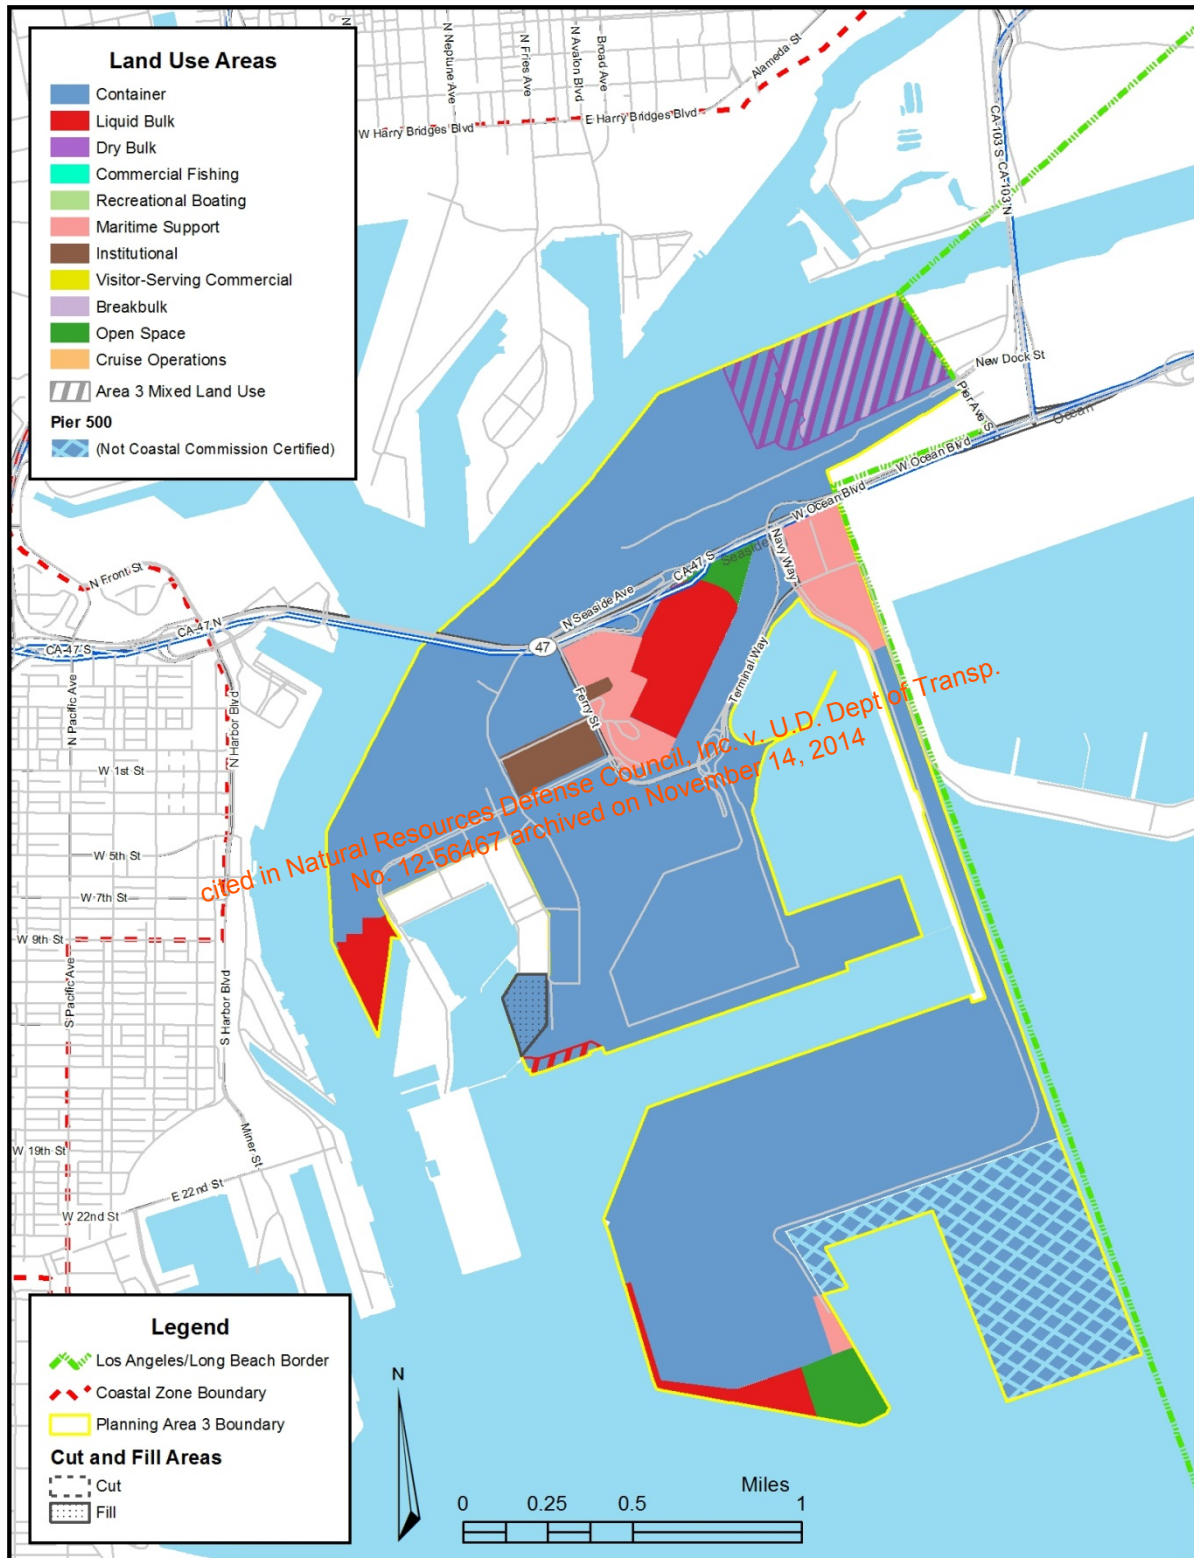 Land Use Areas
Container
Liquid Bulk
Dry Bulk
Commercial Fishing
Recreational Boating
Maritime Support
Institutional
Visitor-Serving Commercial
Breakbulk
Open Space
Cruise Operations
Area 3 Mixed Land Use
Pier 500
(Not Coastal Commission Certified)
N Neptune Ave
N Fries Ave
N Avalon Blvd
Broad Ave
Alameda St
W Harry Bridges Blvd
E Harry Bridges Blvd
CA-103 S
CA-103 N
New Dock St
Pier Ave S
Ocean
W Ocean Blvd
W Ocean Blvd
Navy Way
Seaside
CA-47 S
N Seaside Ave
47
Ferry St
Terminal Way
N Front St
CA-47 N
CA-47 S
N Pacific Ave
N Harbor Blvd
W 1st St
W 5th St
W 7th St
W 9th St
S Pacific Ave
S Harbor Blvd
Miner St
W 19th St
E 22nd St
W 22nd St
cited in Natural Resources Defense Council, Inc. v. U.D. Dept of Transp.
No. 12-56467 archived on November 14, 2014
Legend
Los Angeles/Long Beach Border
Coastal Zone Boundary
Planning Area 3 Boundary
Cut and Fill Areas
Cut
Fill
N
Miles
0 0.25 0.5 1